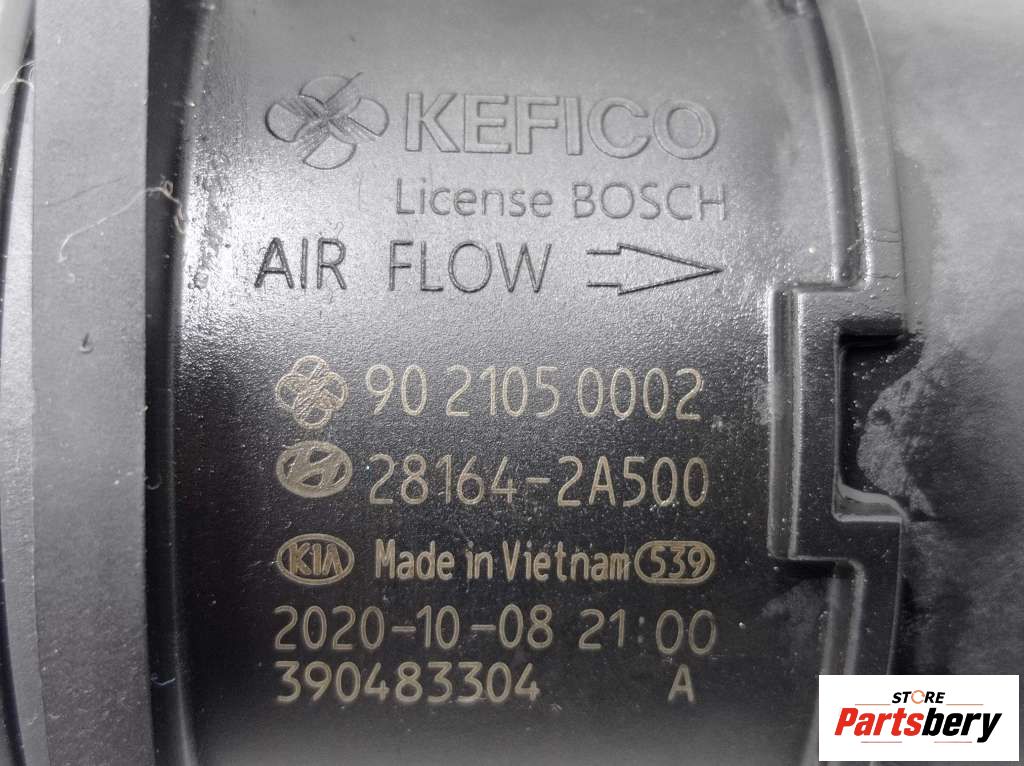 KEFICO
License BOSCH
AIR FLOW
90 2105 0002
28164-2A500
KIA Made in Vietnam 539
2020-10-08 21:00
390483304 A
STORE
Partsbery